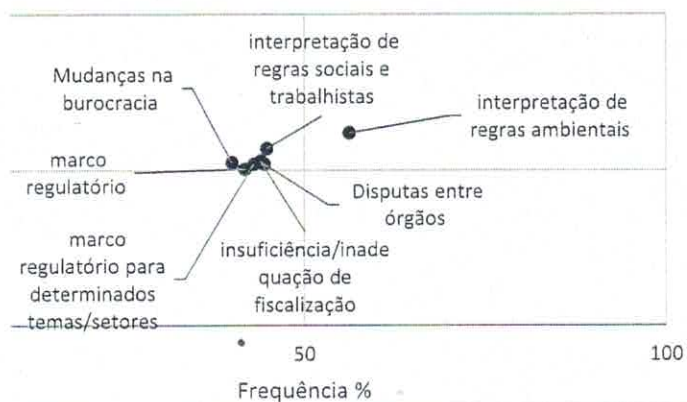 interpretação de
regras sociais e
trabalhistas
Mudanças na
burocracia
interpretação de
regras ambientais
marco
regulatório
Disputas entre
órgãos
marco
regulatório para
determinados
temas/setores
insuficiência/inade
quação de
fiscalização
50
100
Frequência %